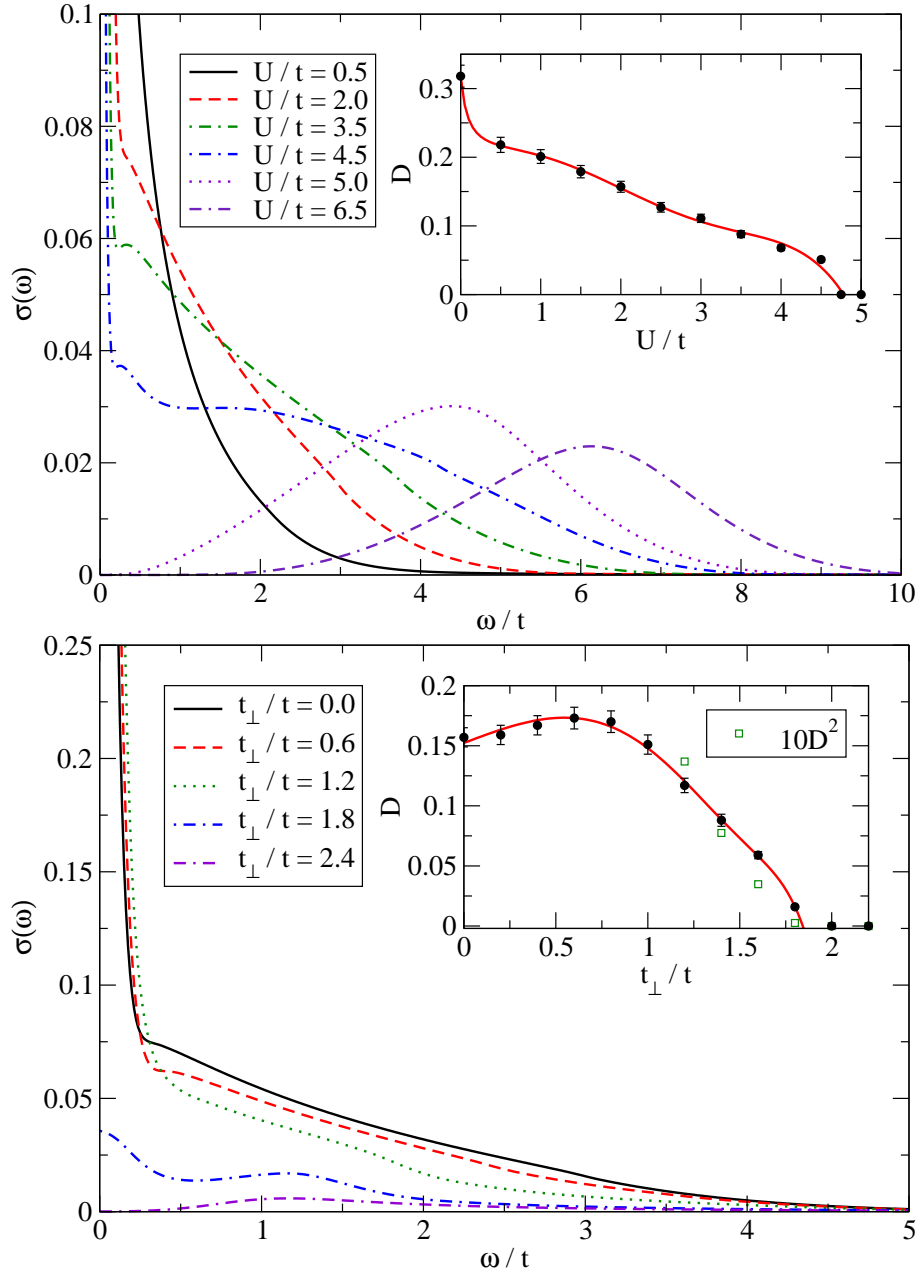 0.1
0.08
0.06
0.04
0.02
0
σ(ω)
U / t = 0.5
U / t = 2.0
U / t = 3.5
U / t = 4.5
U / t = 5.0
U / t = 6.5
0.3
0.2
0.1
0
D
0 1 2 3 4 5
U / t
0 2 4 6 8 10
ω / t
0.25
0.2
0.15
0.1
0.05
0
σ(ω)
t⊥ / t = 0.0
t⊥ / t = 0.6
t⊥ / t = 1.2
t⊥ / t = 1.8
t⊥ / t = 2.4
0.2
0.15
0.1
0.05
0
D
10D²
0 0.5 1 1.5 2
t⊥ / t
0 1 2 3 4 5
ω / t